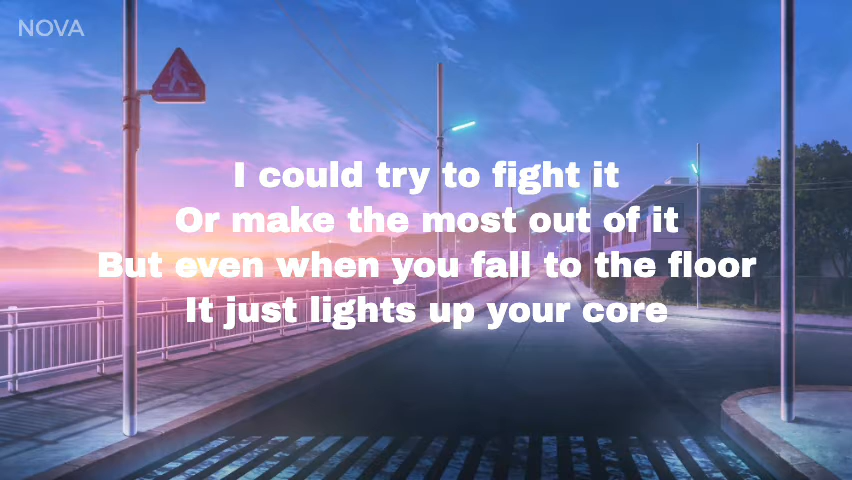 NOVA
I could try to fight it
Or make the most out of it
But even when you fall to the floor
It just lights up your core